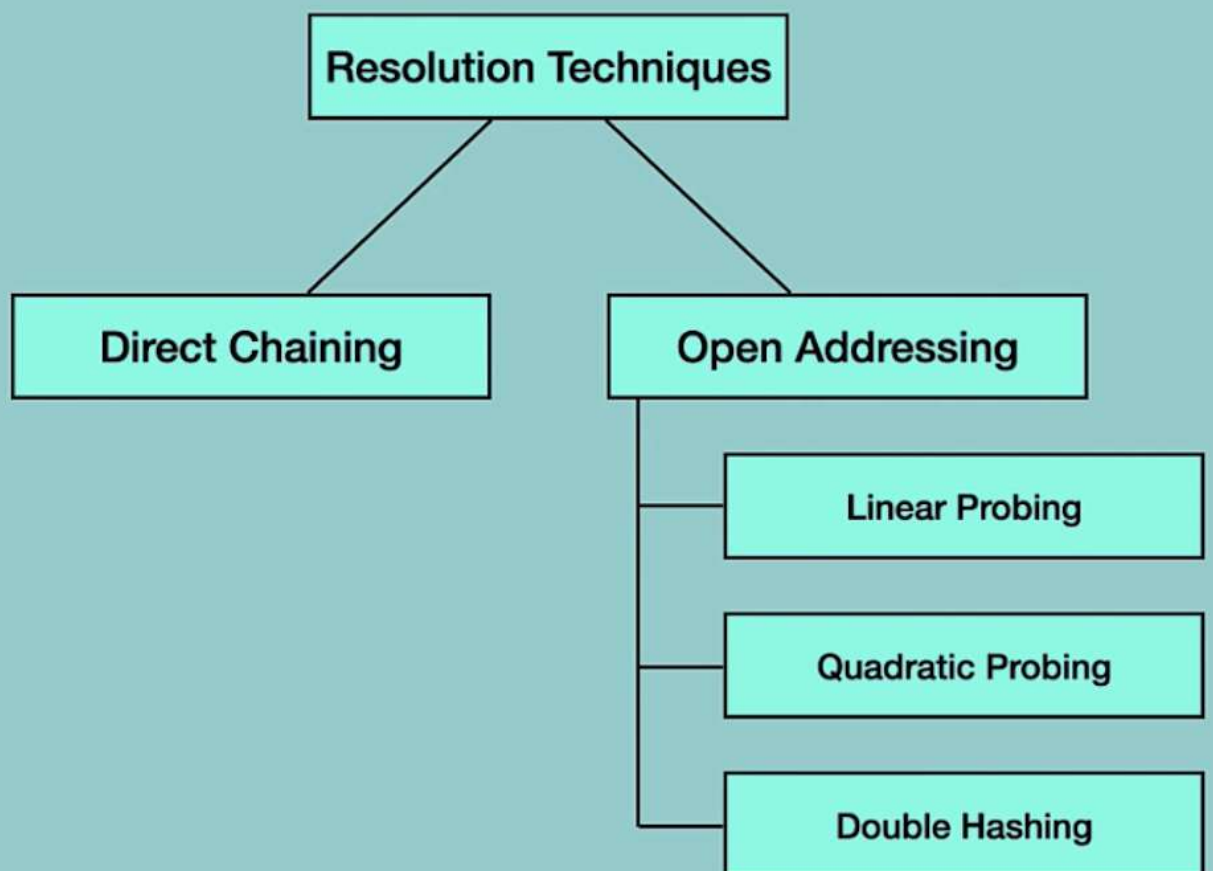 Resolution Techniques
Direct Chaining
Open Addressing
Linear Probing
Quadratic Probing
Double Hashing